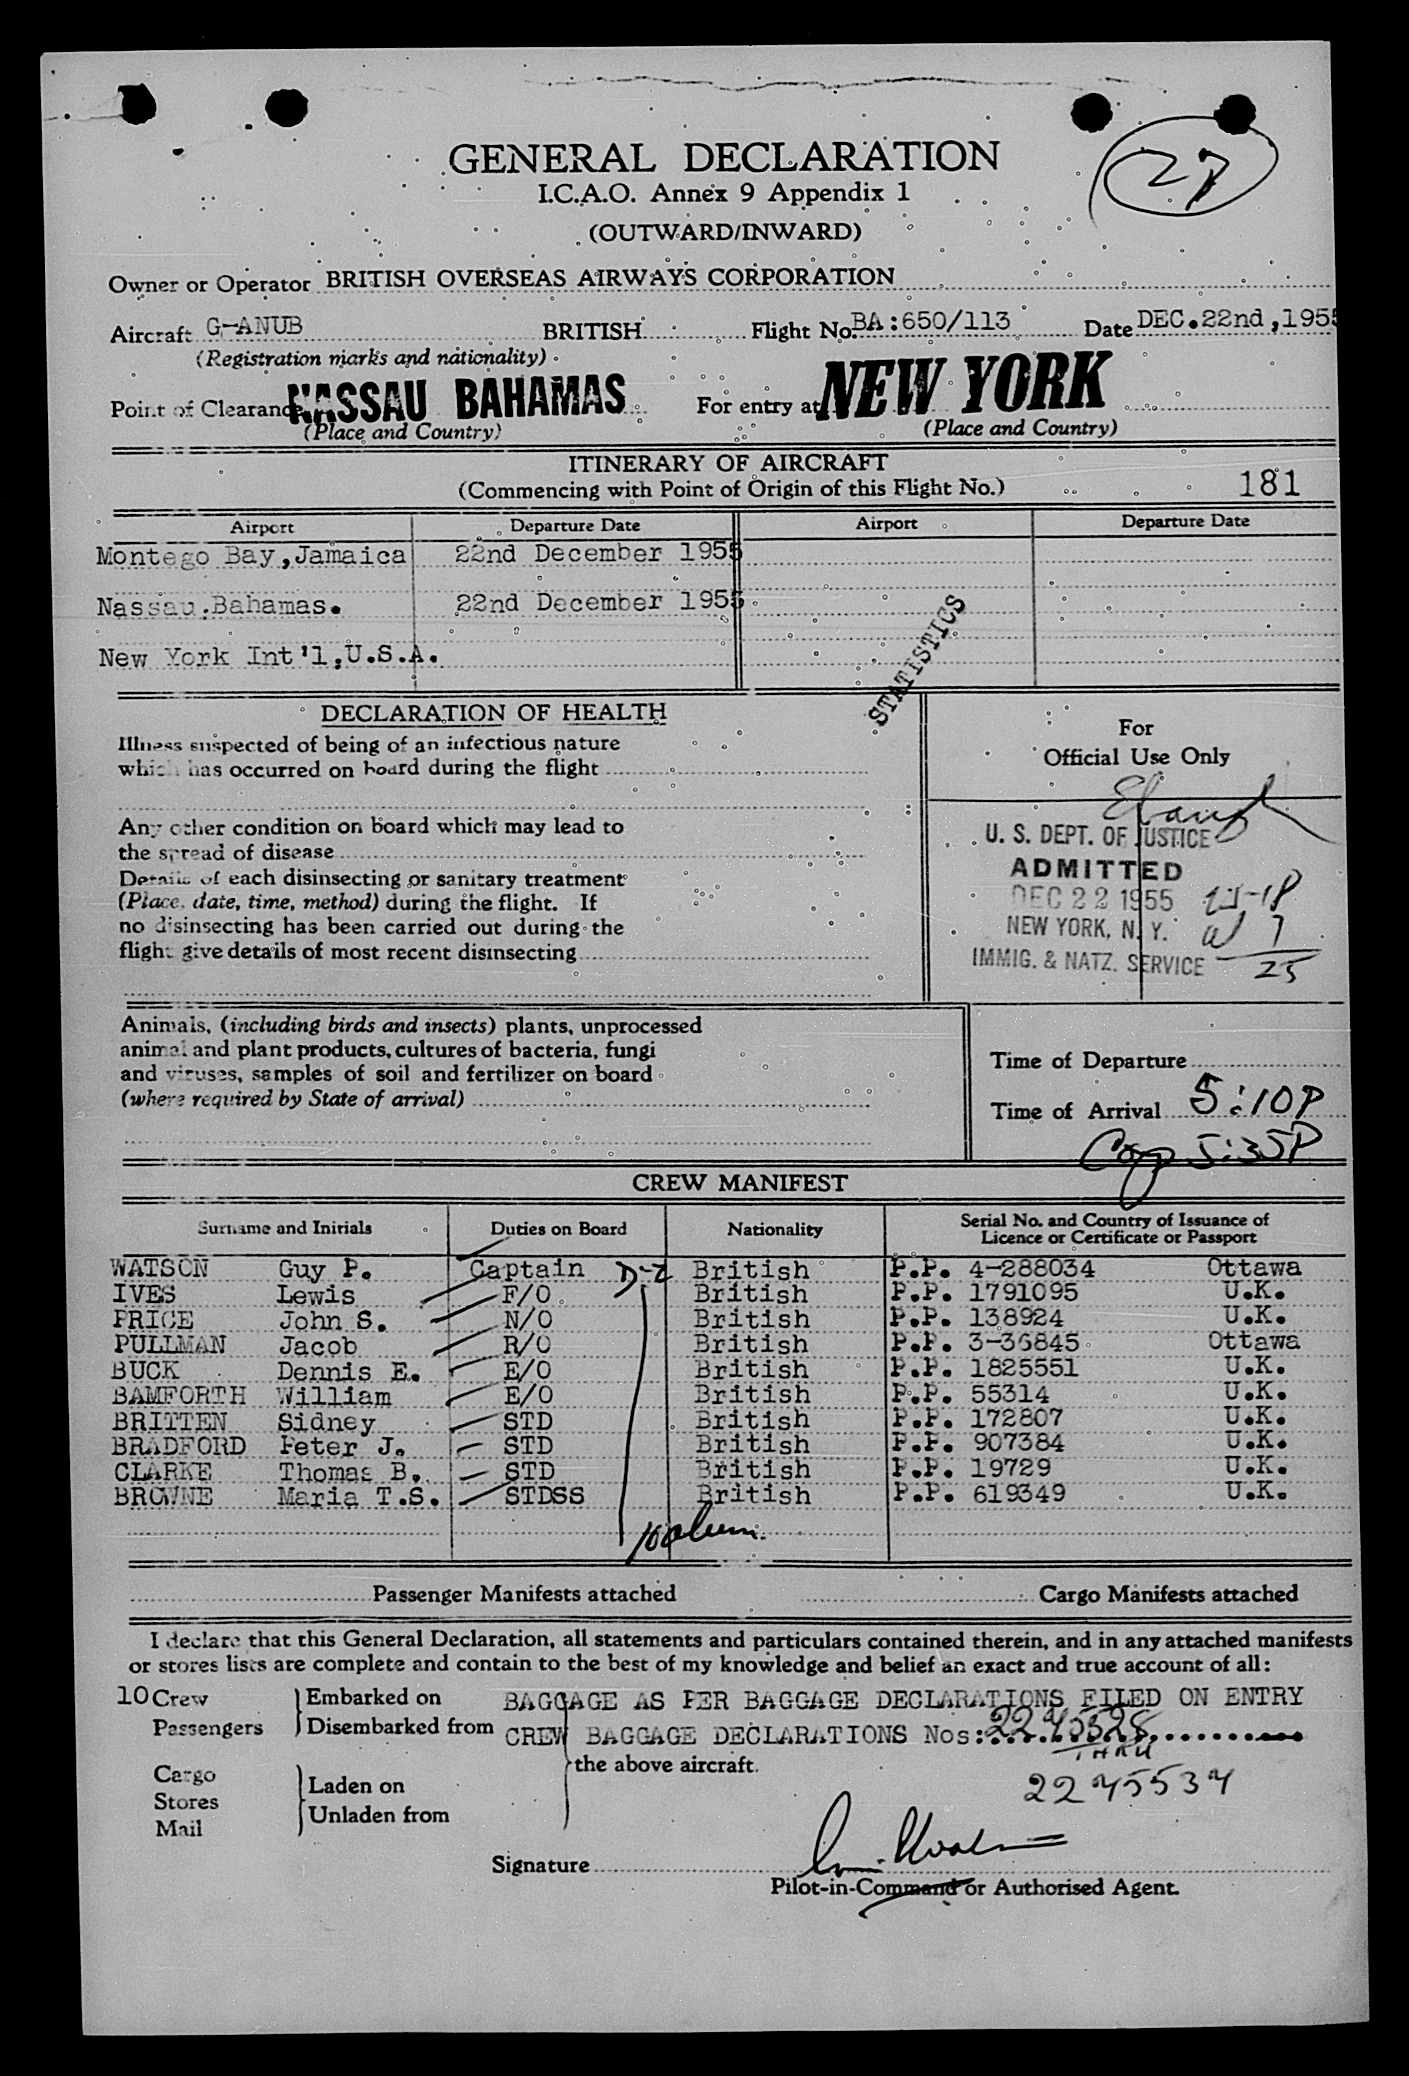 27
GENERAL DECLARATION
I.C.A.O. Annex 9 Appendix 1
(OUTWARD/INWARD)
Owner or Operator BRITISH OVERSEAS AIRWAYS CORPORATION
Aircraft G-ANUB BRITISH Flight No. BA:650/113 Date DEC.22nd,1955
(Registration marks and nationality)
Point of Clearance NASSAU BAHAMAS For entry at NEW YORK
(Place and Country) (Place and Country)
ITINERARY OF AIRCRAFT
(Commencing with Point of Origin of this Flight No.) 181
Airport Departure Date Airport Departure Date
Montego Bay,Jamaica 22nd December 1955
Nassau.Bahamas. 22nd December 1955
New York Int'l,U.S.A.
STATISTICS
DECLARATION OF HEALTH
Illness suspected of being of an infectious nature
which has occurred on board during the flight
Any other condition on board which may lead to
the spread of disease
Details of each disinsecting or sanitary treatment
(Place, date, time, method) during the flight. If
no disinsecting has been carried out during the
flight give details of most recent disinsecting
For
Official Use Only
U. S. DEPT. OF JUSTICE
ADMITTED
DEC 22 1955
NEW YORK, N. Y. 7
IMMIG. & NATZ. SERVICE 25
Animals, (including birds and insects) plants, unprocessed
animal and plant products, cultures of bacteria, fungi
and viruses, samples of soil and fertilizer on board
(where required by State of arrival)
Time of Departure
Time of Arrival 5:10P
5:35P
CREW MANIFEST
Surname and Initials Duties on Board Nationality Serial No. and Country of Issuance of
Licence or Certificate or Passport
WATSON Guy P. Captain D-2 British P.P. 4-288034 Ottawa
IVES Lewis F/O British P.P. 1791095 U.K.
PRICE John S. N/O British P.P. 138924 U.K.
PULLMAN Jacob R/O British P.P. 3-36845 Ottawa
BUCK Dennis E. E/O British P.P. 1825551 U.K.
BAMFORTH William E/O British P.P. 55314 U.K.
BRITTEN Sidney STD British P.P. 172807 U.K.
BRADFORD Peter J. STD British P.P. 907384 U.K.
CLARKE Thomas B. STD British P.P. 19729 U.K.
BROWNE Maria T.S. STDSS British P.P. 619349 U.K.
Passenger Manifests attached Cargo Manifests attached
I declare that this General Declaration, all statements and particulars contained therein, and in any attached manifests
or stores lists are complete and contain to the best of my knowledge and belief an exact and true account of all:
10 Crew Embarked on BAGGAGE AS PER BAGGAGE DECLARATIONS FILED ON ENTRY
Passengers Disembarked from CREW BAGGAGE DECLARATIONS Nos: 2245528
THRU
the above aircraft. 2245534
Cargo Laden on
Stores
Mail Unladen from
Signature
Pilot-in-Command or Authorised Agent.